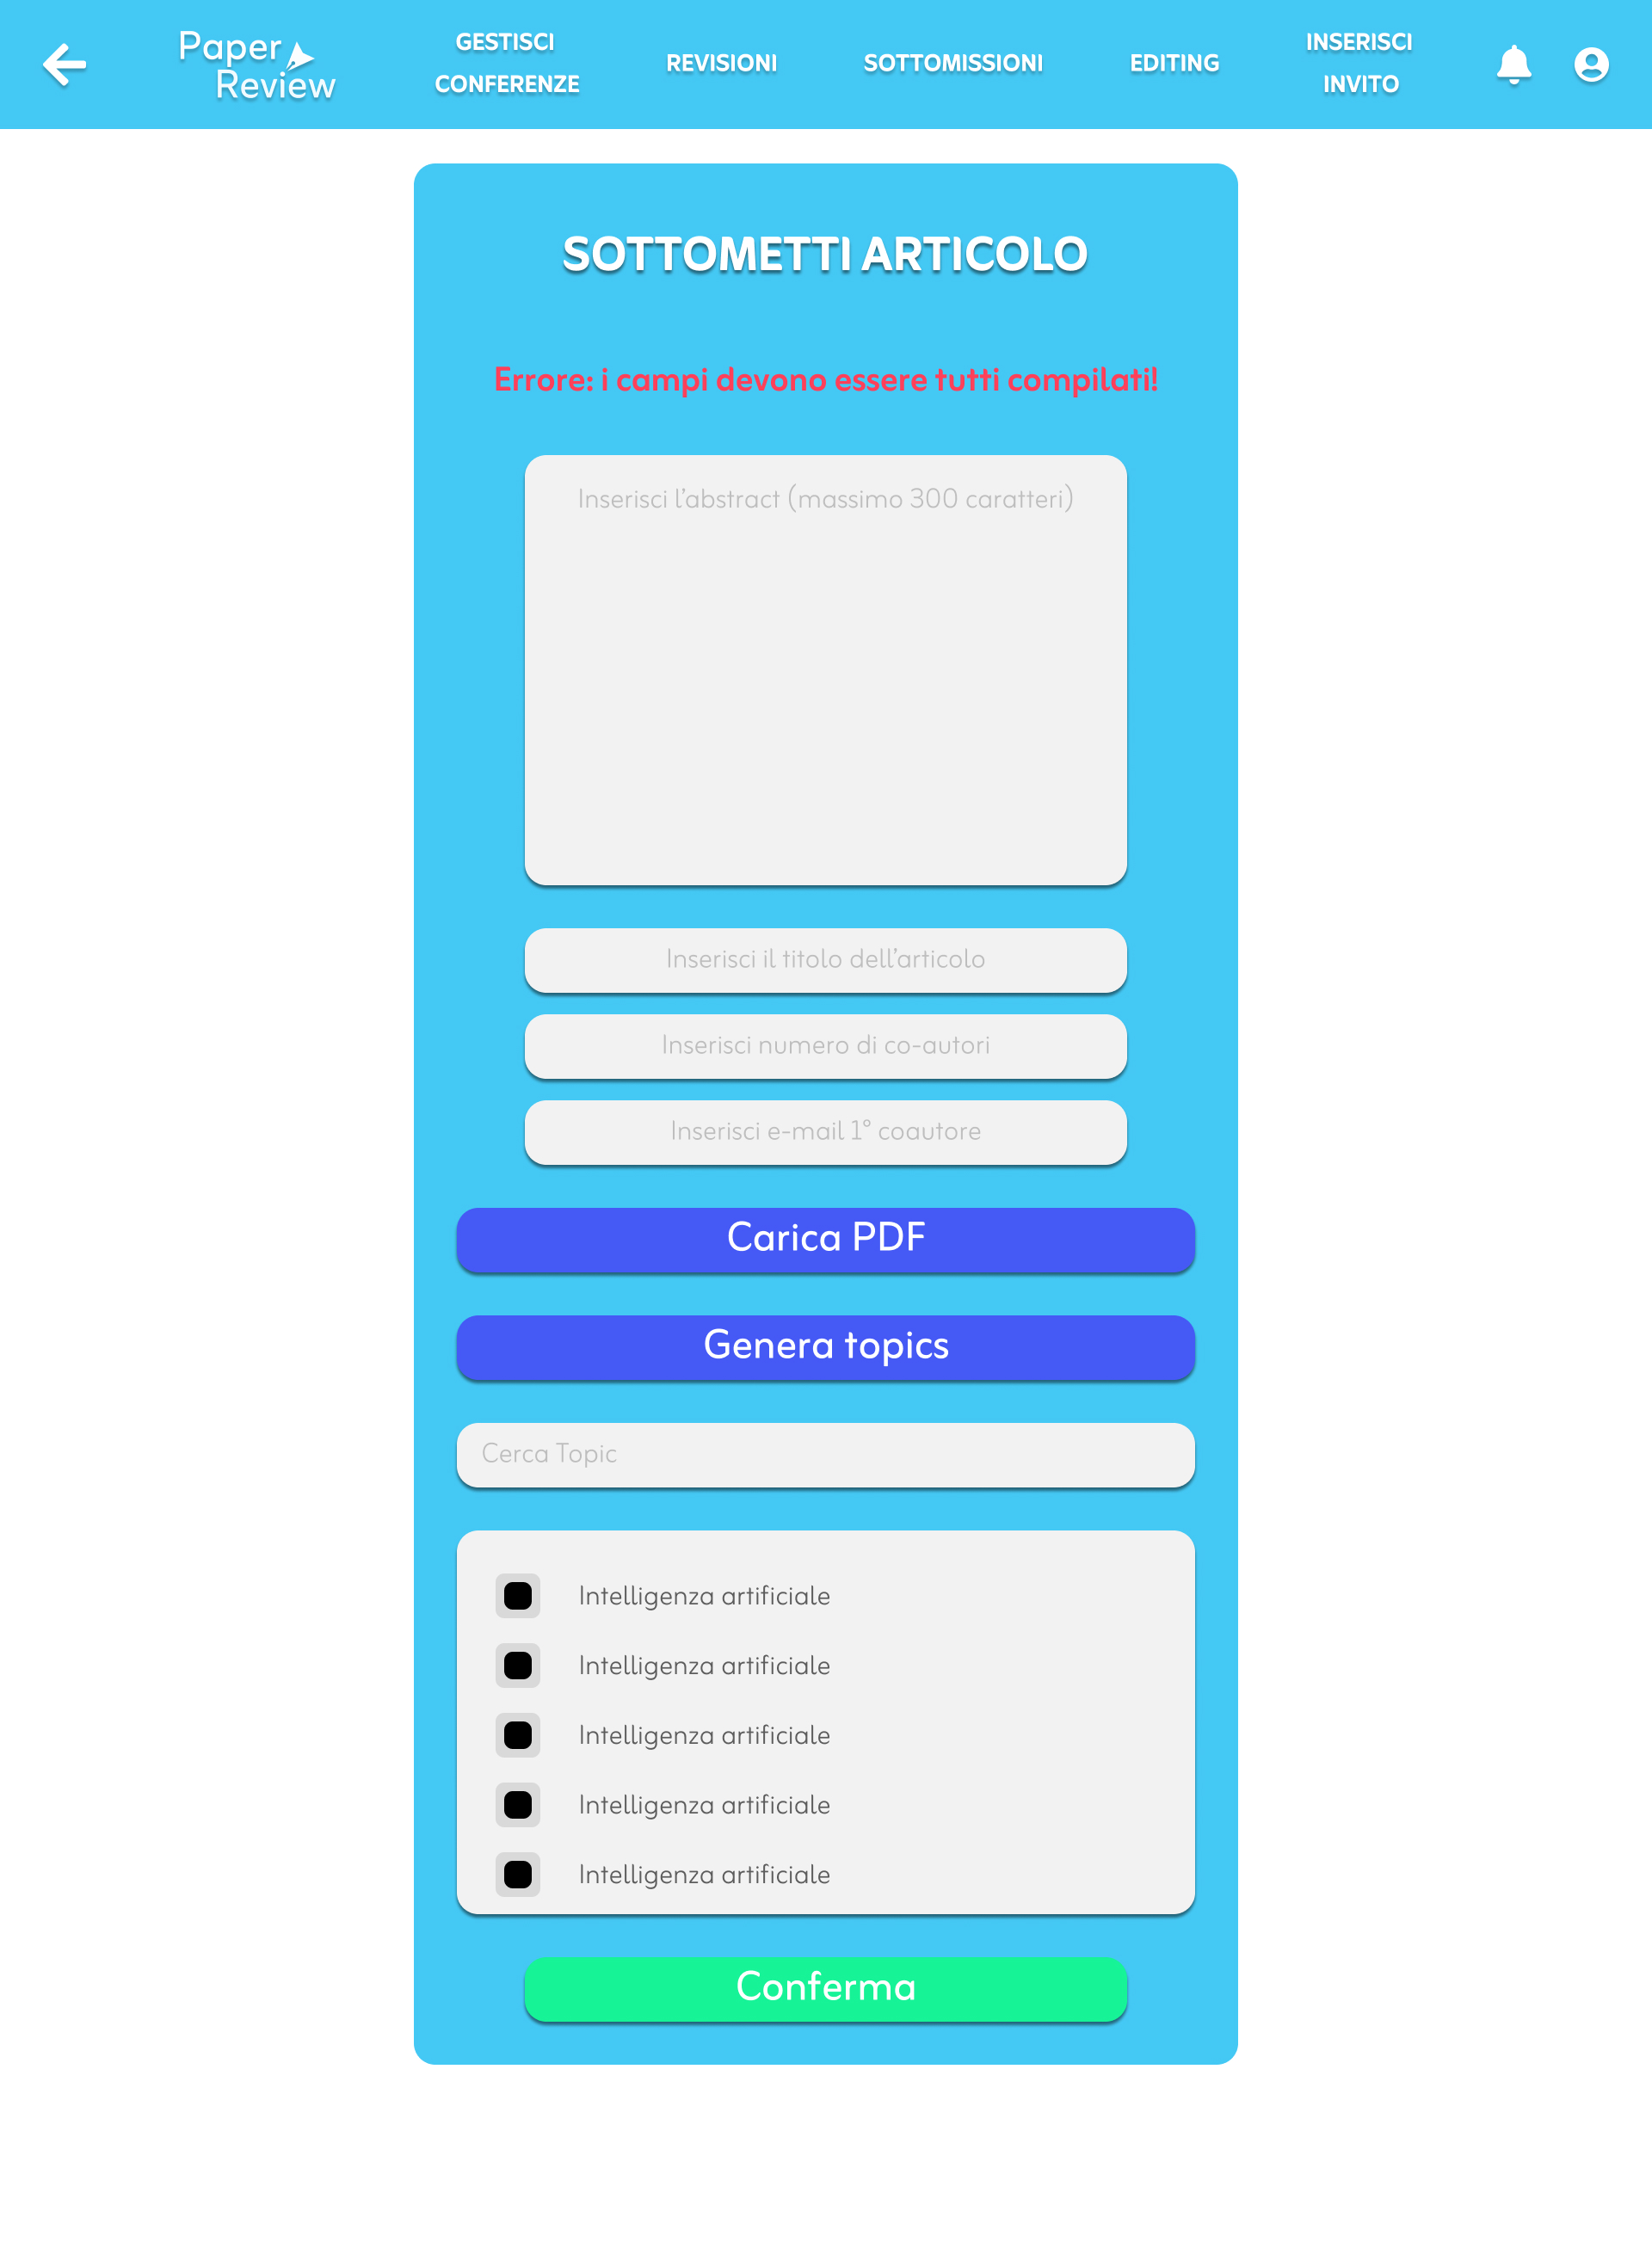 Paper
Review
GESTISCI
CONFERENZE
REVISIONI
SOTTOMISSIONI
EDITING
INSERISCI
INVITO
SOTTOMETTI ARTICOLO
Errore: i campi devono essere tutti compilati!
Inserisci l'abstract (massimo 300 caratteri)
Inserisci il titolo dell'articolo
Inserisci numero di co-autori
Inserisci e-mail 1° coautore
Carica PDF
Genera topics
Cerca Topic
Intelligenza artificiale
Intelligenza artificiale
Intelligenza artificiale
Intelligenza artificiale
Intelligenza artificiale
Conferma